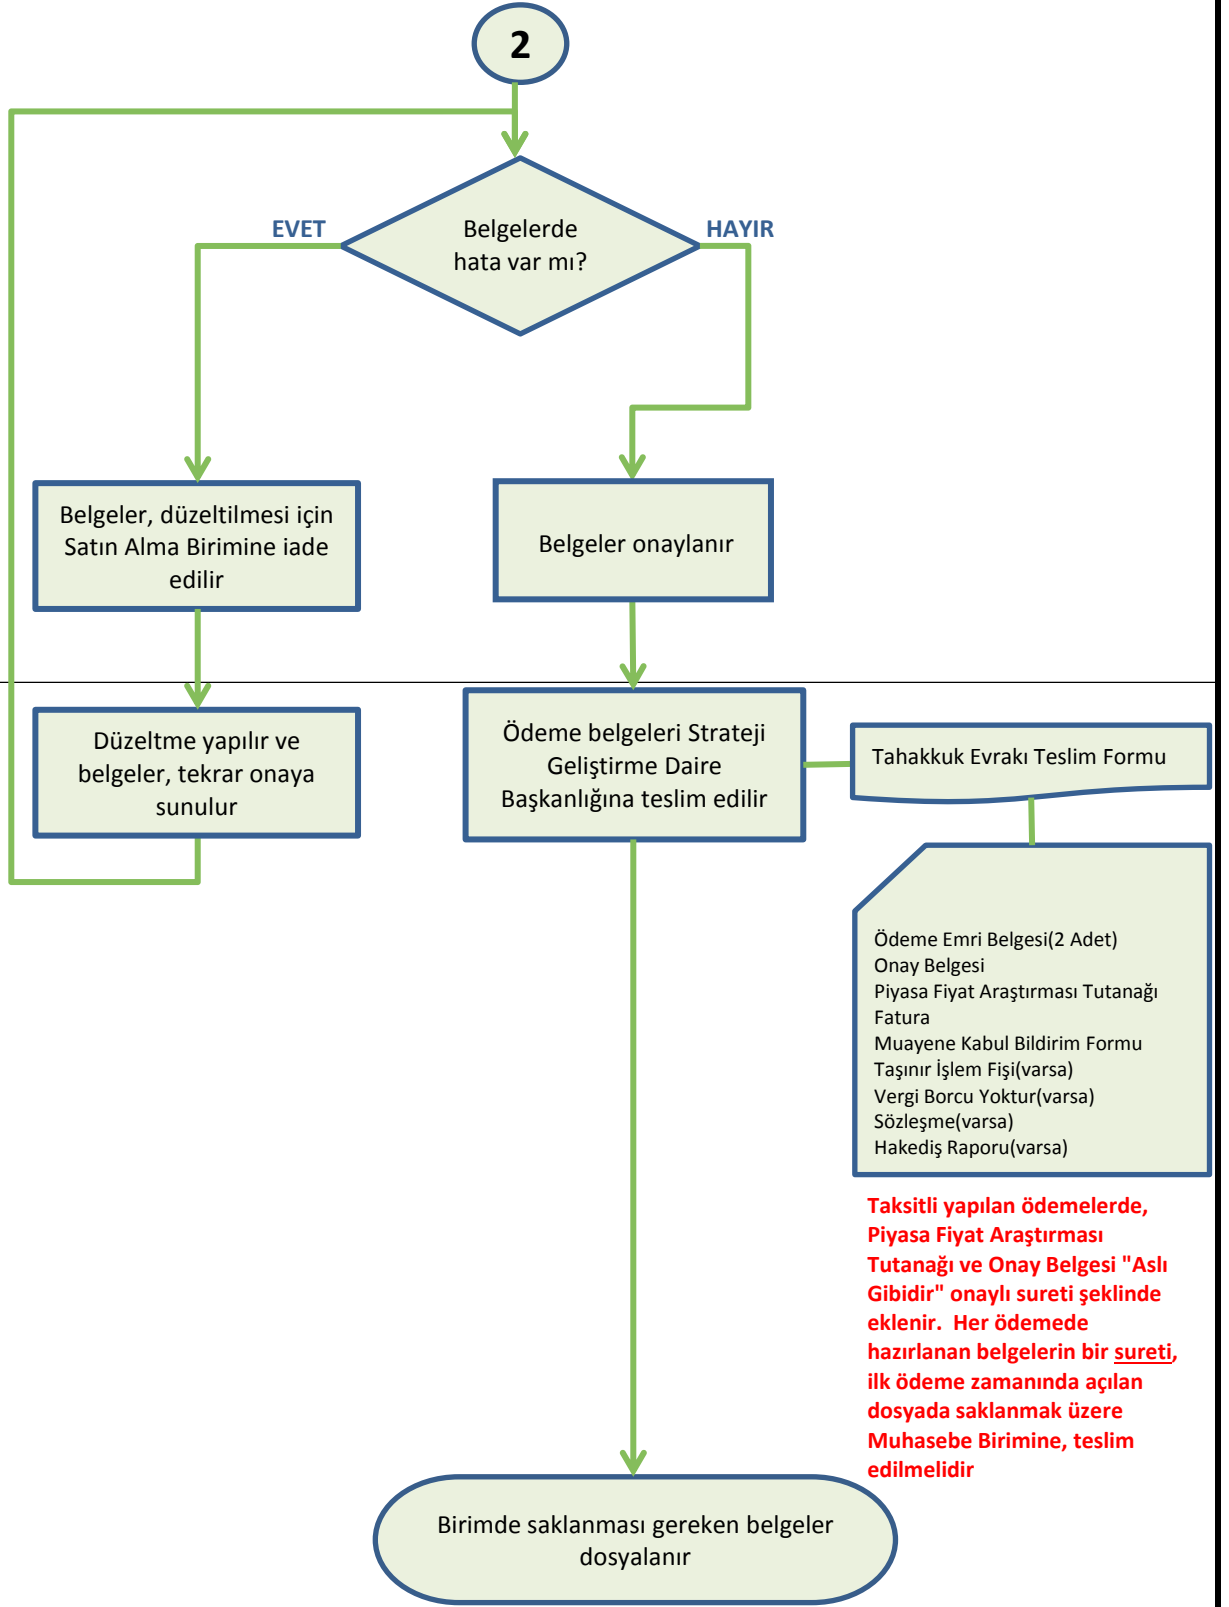 2
EVET
Belgelerde
hata var mı?
HAYIR
Belgeler, düzeltilmesi için
Satın Alma Birimine iade
edilir
Belgeler onaylanır
Düzeltme yapılır ve
belgeler, tekrar onaya
sunulur
Ödeme belgeleri Strateji
Geliştirme Daire
Başkanlığına teslim edilir
Tahakkuk Evrakı Teslim Formu
Ödeme Emri Belgesi(2 Adet)
Onay Belgesi
Piyasa Fiyat Araştırması Tutanağı
Fatura
Muayene Kabul Bildirim Formu
Taşınır İşlem Fişi(varsa)
Vergi Borcu Yoktur(varsa)
Sözleşme(varsa)
Hakediş Raporu(varsa)
Taksitli yapılan ödemelerde,
Piyasa Fiyat Araştırması
Tutanağı ve Onay Belgesi "Aslı
Gibidir" onaylı sureti şeklinde
eklenir.  Her ödemede
hazırlanan belgelerin bir sureti,
ilk ödeme zamanında açılan
dosyada saklanmak üzere
Muhasebe Birimine, teslim
edilmelidir
Birimde saklanması gereken belgeler
dosyalanır